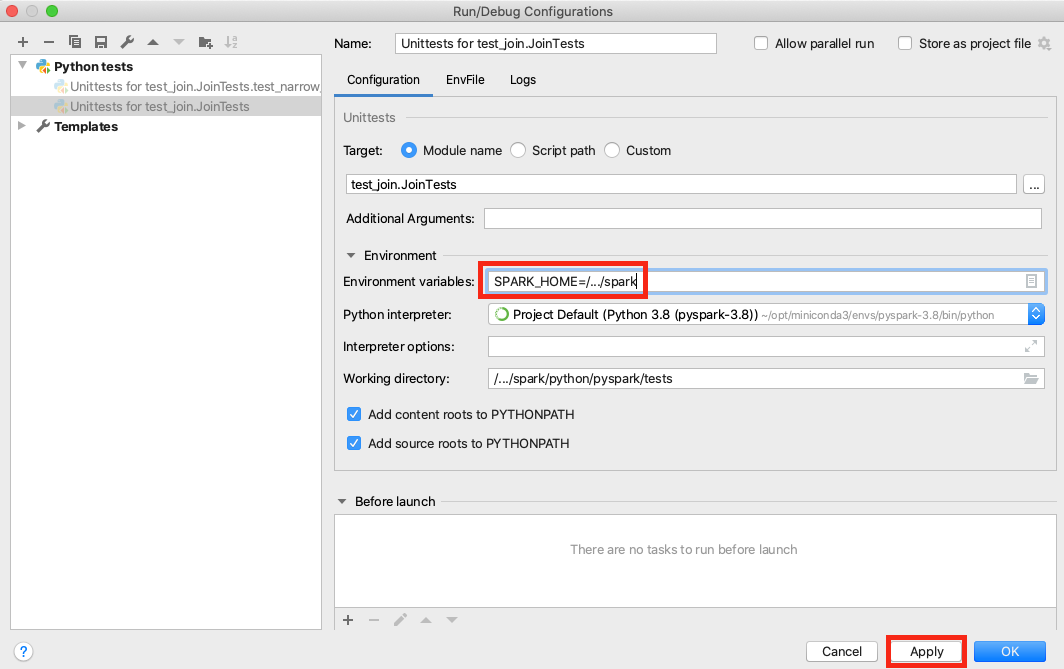 Run/Debug Configurations
Name: Unittests for test_join.JoinTests Allow parallel run Store as project file
Python tests
Unittests for test_join.JoinTests.test_narrow_
Unittests for test_join.JoinTests
Templates
Configuration EnvFile Logs
Unittests
Target: Module name Script path Custom
test_join.JoinTests ...
Additional Arguments:
Environment
Environment variables: SPARK_HOME=/.../spark
Python interpreter: Project Default (Python 3.8 (pyspark-3.8)) ~/opt/miniconda3/envs/pyspark-3.8/bin/python
Interpreter options:
Working directory: /.../spark/python/pyspark/tests
Add content roots to PYTHONPATH
Add source roots to PYTHONPATH
Before launch
There are no tasks to run before launch
? Cancel Apply OK